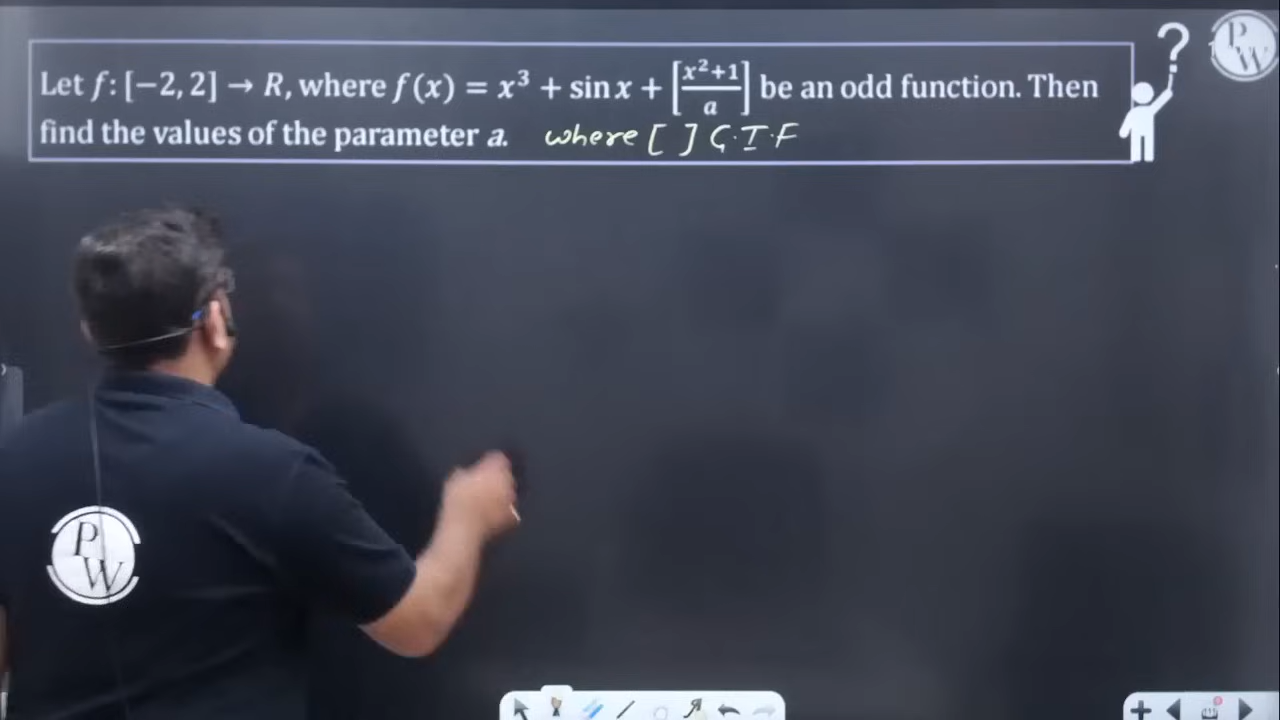 Let f: [−2, 2] → R, where f(x) = x³ + sin x + [(x²+1)/a] be an odd function. Then
find the values of the parameter a. where [ ] G.I.F
?
P
W
P
W